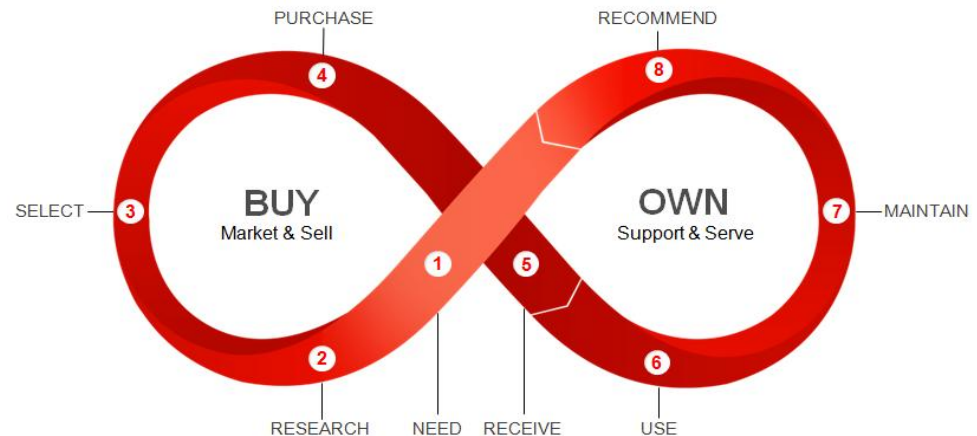 PURCHASE
RECOMMEND
4
8
SELECT
3
BUY
Market & Sell
OWN
Support & Serve
7
MAINTAIN
1
5
2
6
RESEARCH
NEED
RECEIVE
USE